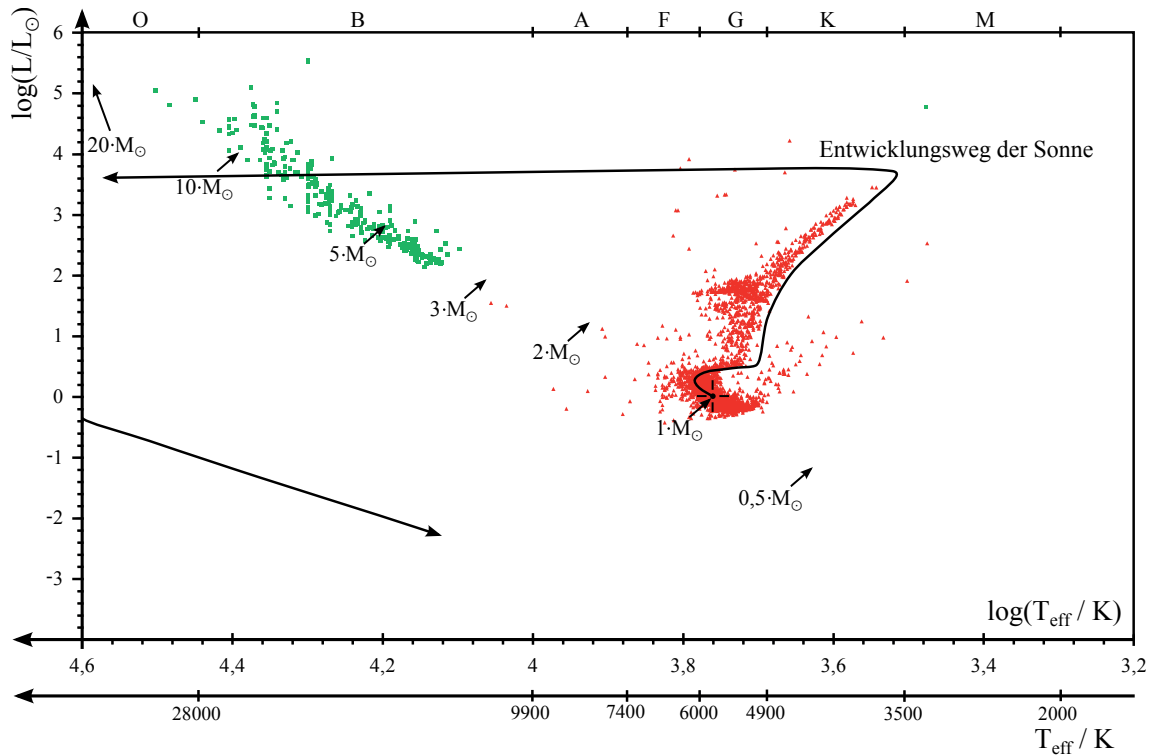 O B A F G K M
log(L/L☉)
6
5
4
3
2
1
0
-1
-2
-3
20·M☉
10·M☉
Entwicklungsweg der Sonne
5·M☉
3·M☉
2·M☉
1·M☉
0,5·M☉
log(T_eff / K)
4,6 4,4 4,2 4 3,8 3,6 3,4 3,2
28000 9900 7400 6000 4900 3500 2000
T_eff / K